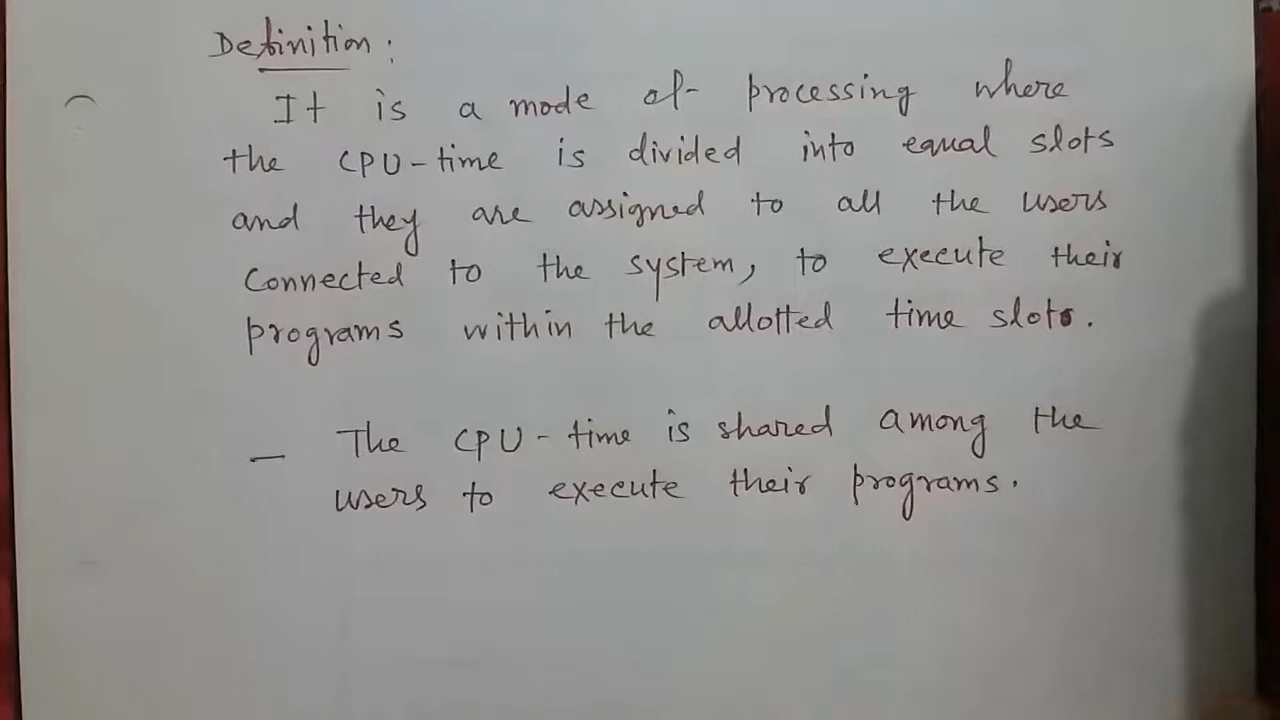 Definition :
It is a mode of processing where
the CPU-time is divided into equal slots
and they are assigned to all the users
Connected to the system, to execute their
programs within the allotted time slots.
— The CPU-time is shared among the
users to execute their programs.